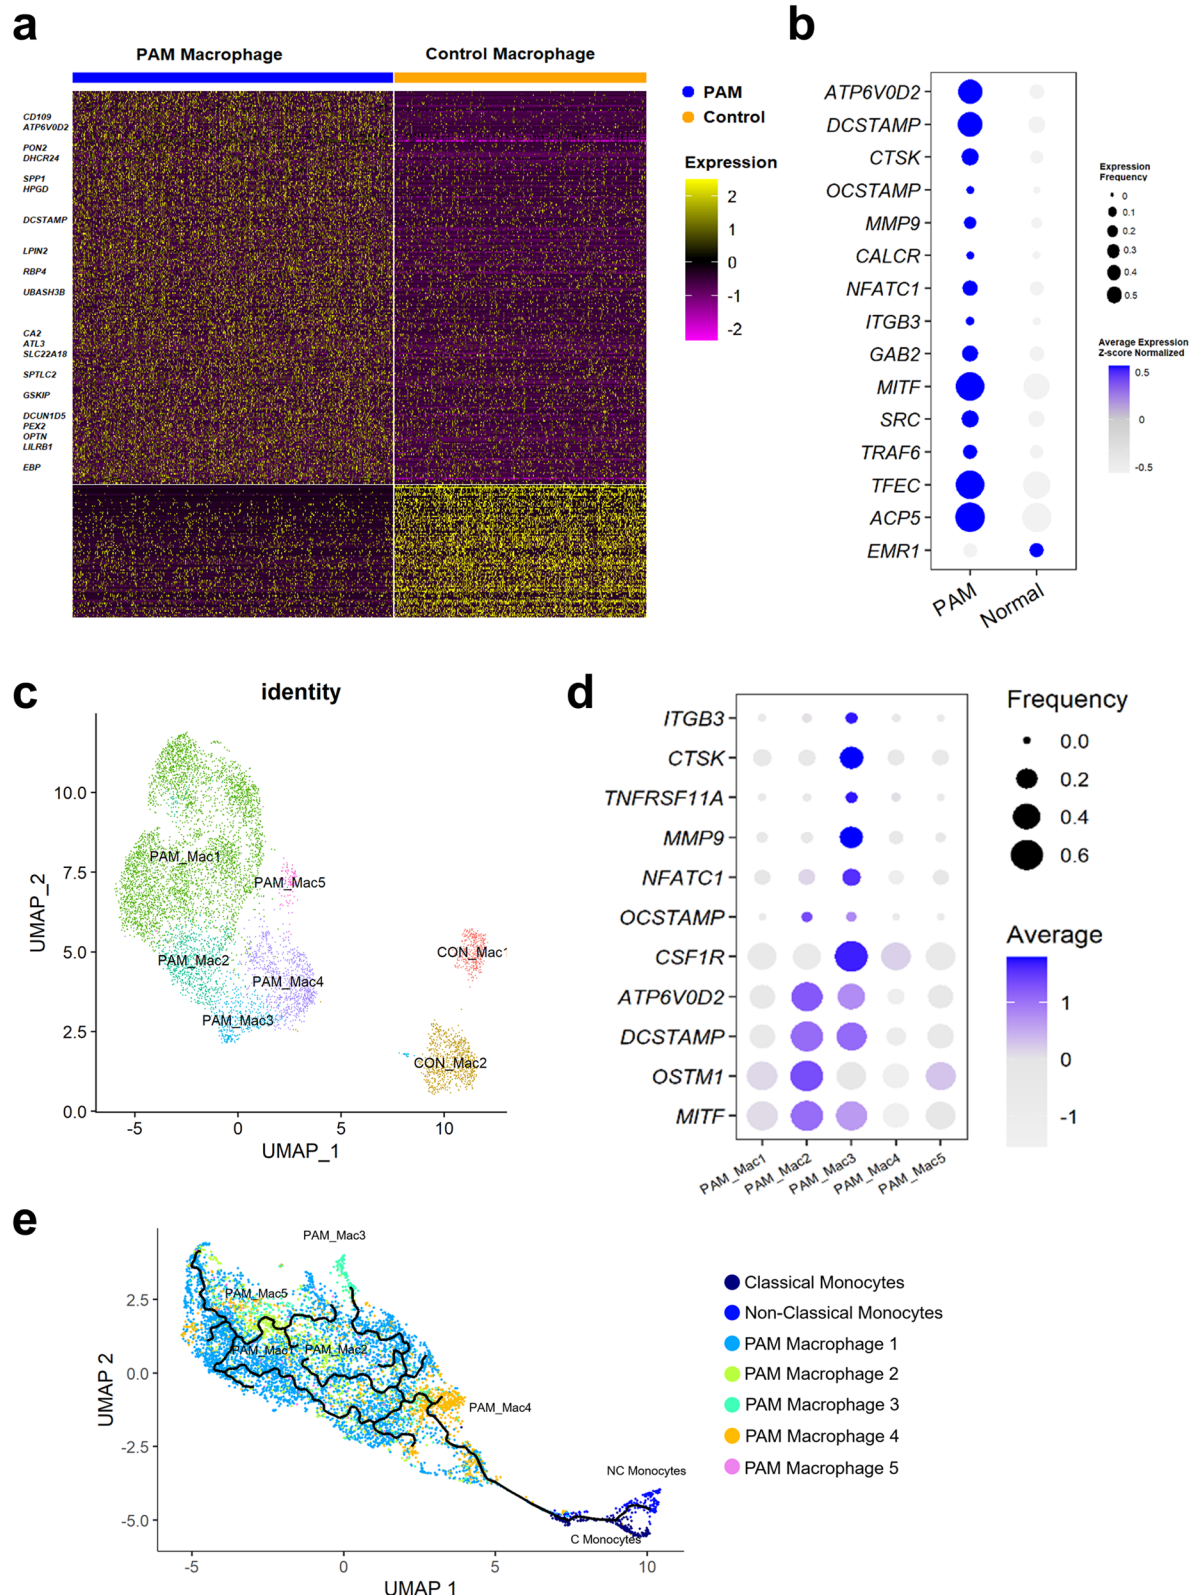 a
PAM Macrophage
Control Macrophage
CD109
ATP6V0D2
PON2
DHCR24
SPP1
HPGD
DCSTAMP
LPIN2
RBP4
UBASH3B
CA2
ATL3
SLC22A18
SPTLC2
GSKIP
DCUN1D5
PEX2
OPTN
LILRB1
EBP
PAM
Control
Expression
2
1
0
-1
-2
b
ATP6V0D2
DCSTAMP
CTSK
OCSTAMP
MMP9
CALCR
NFATC1
ITGB3
GAB2
MITF
SRC
TRAF6
TFEC
ACP5
EMR1
PAM
Normal
Expression
Frequency
0
0.1
0.2
0.3
0.4
0.5
Average Expression
Z-score Normalized
0.5
0
-0.5
c
identity
UMAP_2
10.0
7.5
5.0
2.5
0.0
-5
0
5
10
UMAP_1
PAM_Mac1
PAM_Mac5
PAM_Mac2
PAM_Mac4
PAM_Mac3
CON_Mac1
CON_Mac2
d
ITGB3
CTSK
TNFRSF11A
MMP9
NFATC1
OCSTAMP
CSF1R
ATP6V0D2
DCSTAMP
OSTM1
MITF
PAM_Mac1
PAM_Mac2
PAM_Mac3
PAM_Mac4
PAM_Mac5
Frequency
0.0
0.2
0.4
0.6
Average
1
0
-1
e
UMAP 2
2.5
0.0
-2.5
-5.0
-5
0
5
10
UMAP 1
PAM_Mac3
PAM_Mac5
PAM_Mac1
PAM_Mac2
PAM_Mac4
NC Monocytes
C Monocytes
Classical Monocytes
Non-Classical Monocytes
PAM Macrophage 1
PAM Macrophage 2
PAM Macrophage 3
PAM Macrophage 4
PAM Macrophage 5